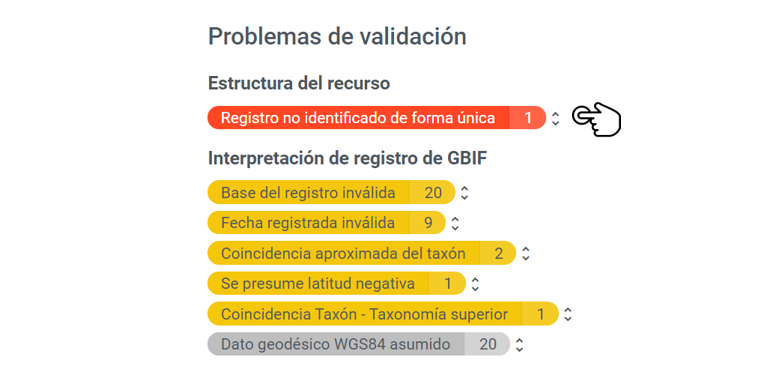 Problemas de validación
Estructura del recurso
Registro no identificado de forma única 1
Interpretación de registro de GBIF
Base del registro inválida 20
Fecha registrada inválida 9
Coincidencia aproximada del taxón 2
Se presume latitud negativa 1
Coincidencia Taxón - Taxonomía superior 1
Dato geodésico WGS84 asumido 20